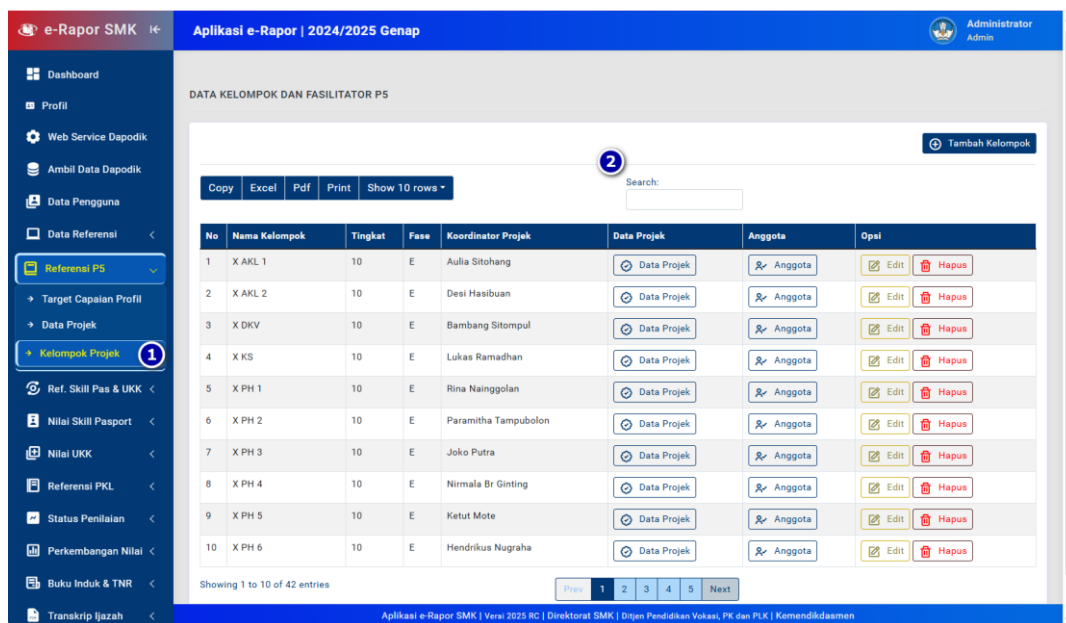 e-Rapor SMK
Aplikasi e-Rapor | 2024/2025 Genap
Administrator
Admin
Dashboard
Profil
Web Service Dapodik
Ambil Data Dapodik
Data Pengguna
Data Referensi
Referensi P5
Target Capaian Profil
Data Projek
Kelompok Projek
1
Ref. Skill Pas & UKK
Nilai Skill Pasport
Nilai UKK
Referensi PKL
Status Penilaian
Perkembangan Nilai
Buku Induk & TNR
Transkrip Ijazah
DATA KELOMPOK DAN FASILITATOR P5
Tambah Kelompok
2
Copy Excel Pdf Print Show 10 rows
Search:
No Nama Kelompok Tingkat Fase Koordinator Projek Data Projek Anggota Opsi
1 X AKL 1 10 E Aulia Sitohang Data Projek Anggota Edit Hapus
2 X AKL 2 10 E Desi Hasibuan Data Projek Anggota Edit Hapus
3 X DKV 10 E Bambang Sitompul Data Projek Anggota Edit Hapus
4 X KS 10 E Lukas Ramadhan Data Projek Anggota Edit Hapus
5 X PH 1 10 E Rina Nainggolan Data Projek Anggota Edit Hapus
6 X PH 2 10 E Paramitha Tampubolon Data Projek Anggota Edit Hapus
7 X PH 3 10 E Joko Putra Data Projek Anggota Edit Hapus
8 X PH 4 10 E Nirmala Br Ginting Data Projek Anggota Edit Hapus
9 X PH 5 10 E Ketut Mote Data Projek Anggota Edit Hapus
10 X PH 6 10 E Hendrikus Nugraha Data Projek Anggota Edit Hapus
Showing 1 to 10 of 42 entries
Prev 1 2 3 4 5 Next
Aplikasi e-Rapor SMK | Versi 2025 RC | Direktorat SMK | Ditjen Pendidikan Vokasi, PK dan PLK | Kemendikdasmen